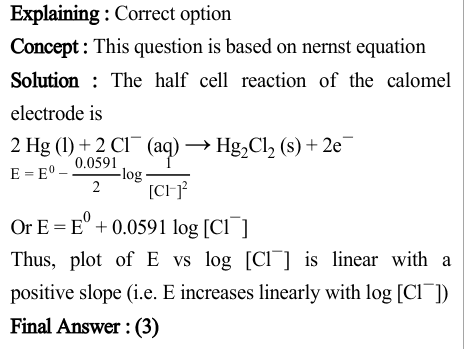 Explaining : Correct option
Concept : This question is based on nernst equation
Solution : The half cell reaction of the calomel
electrode is
2 Hg (l) + 2 Cl⁻ (aq) ⟶ Hg₂Cl₂ (s) + 2e⁻
E = E⁰ − 0.0591/2 -log 1/[Cl⁻]²
Or E = E⁰ + 0.0591 log [Cl⁻]
Thus, plot of E vs log [Cl⁻] is linear with a
positive slope (i.e. E increases linearly with log [Cl⁻])
Final Answer : (3)